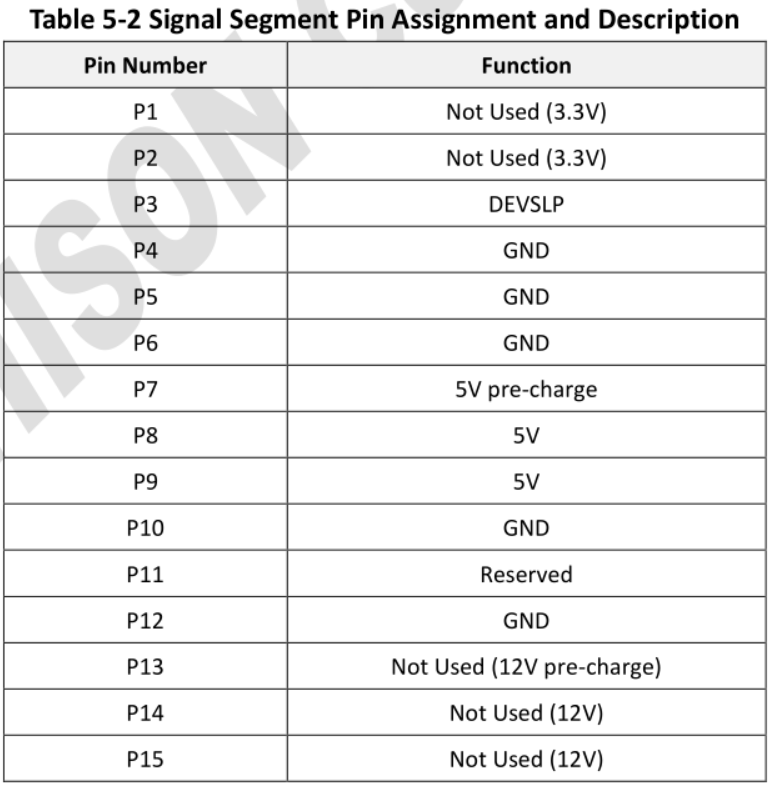 Table 5-2 Signal Segment Pin Assignment and Description
Pin Number Function
P1 Not Used (3.3V)
P2 Not Used (3.3V)
P3 DEVSLP
P4 GND
P5 GND
P6 GND
P7 5V pre-charge
P8 5V
P9 5V
P10 GND
P11 Reserved
P12 GND
P13 Not Used (12V pre-charge)
P14 Not Used (12V)
P15 Not Used (12V)